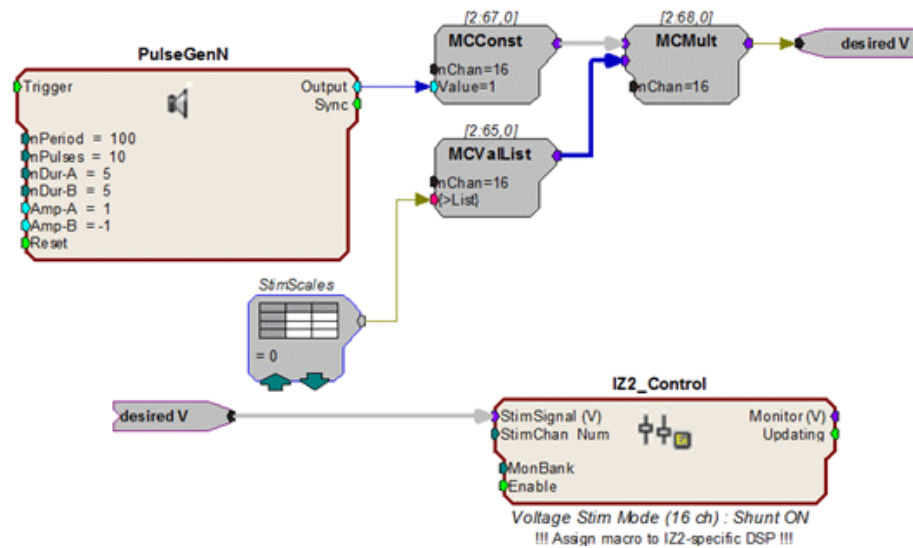 [2:67,0]
MCConst
nChan=16
Value=1
[2:68,0]
MCMult
nChan=16
desired V
PulseGenN
Trigger
Output
Sync
nPeriod = 100
nPulses = 10
nDur-A = 5
nDur-B = 5
Amp-A = 1
Amp-B = -1
Reset
[2:65,0]
MCValList
nChan=16
{>List}
StimScales
= 0
desired V
IZ2_Control
StimSignal (V)
Monitor (V)
StimChan Num
Updating
MonBank
Enable
Voltage Stim Mode (16 ch) : Shunt ON
!!! Assign macro to IZ2-specific DSP !!!